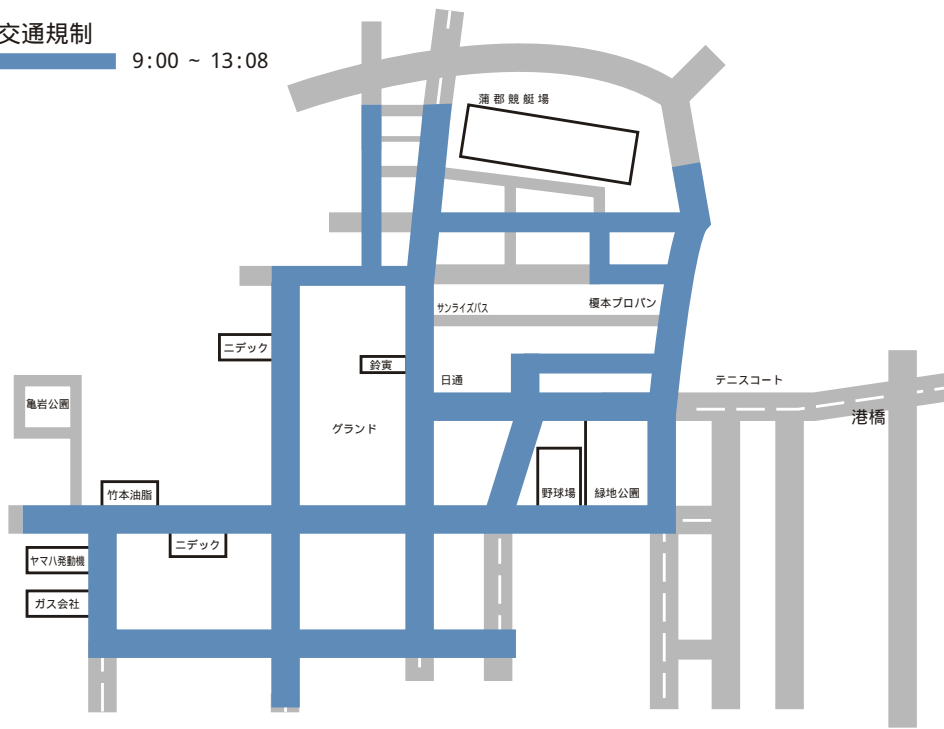 交通規制
9:00 ~ 13:08
蒲郡競艇場
サンライズバス
榎本プロパン
ニデック
鈴寅
日通
テニスコート
亀岩公園
港橋
グランド
竹本油脂
野球場
緑地公園
ニデック
ヤマハ発動機
ガス会社